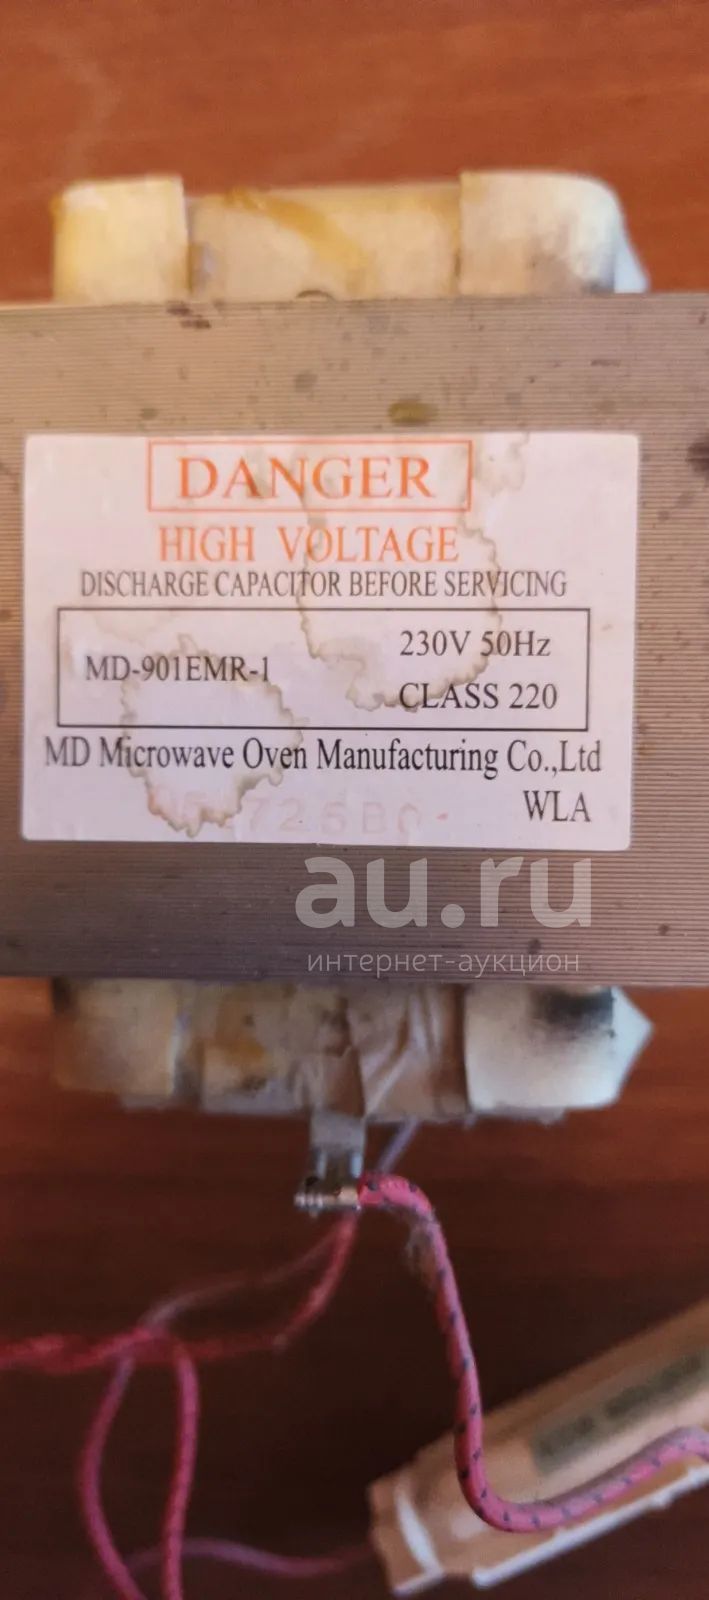 DANGER
HIGH VOLTAGE
DISCHARGE CAPACITOR BEFORE SERVICING
MD-901EMR-1
230V 50Hz
CLASS 220
MD Microwave Oven Manufacturing Co.,Ltd
WLA
au.ru
интернет-аукцион